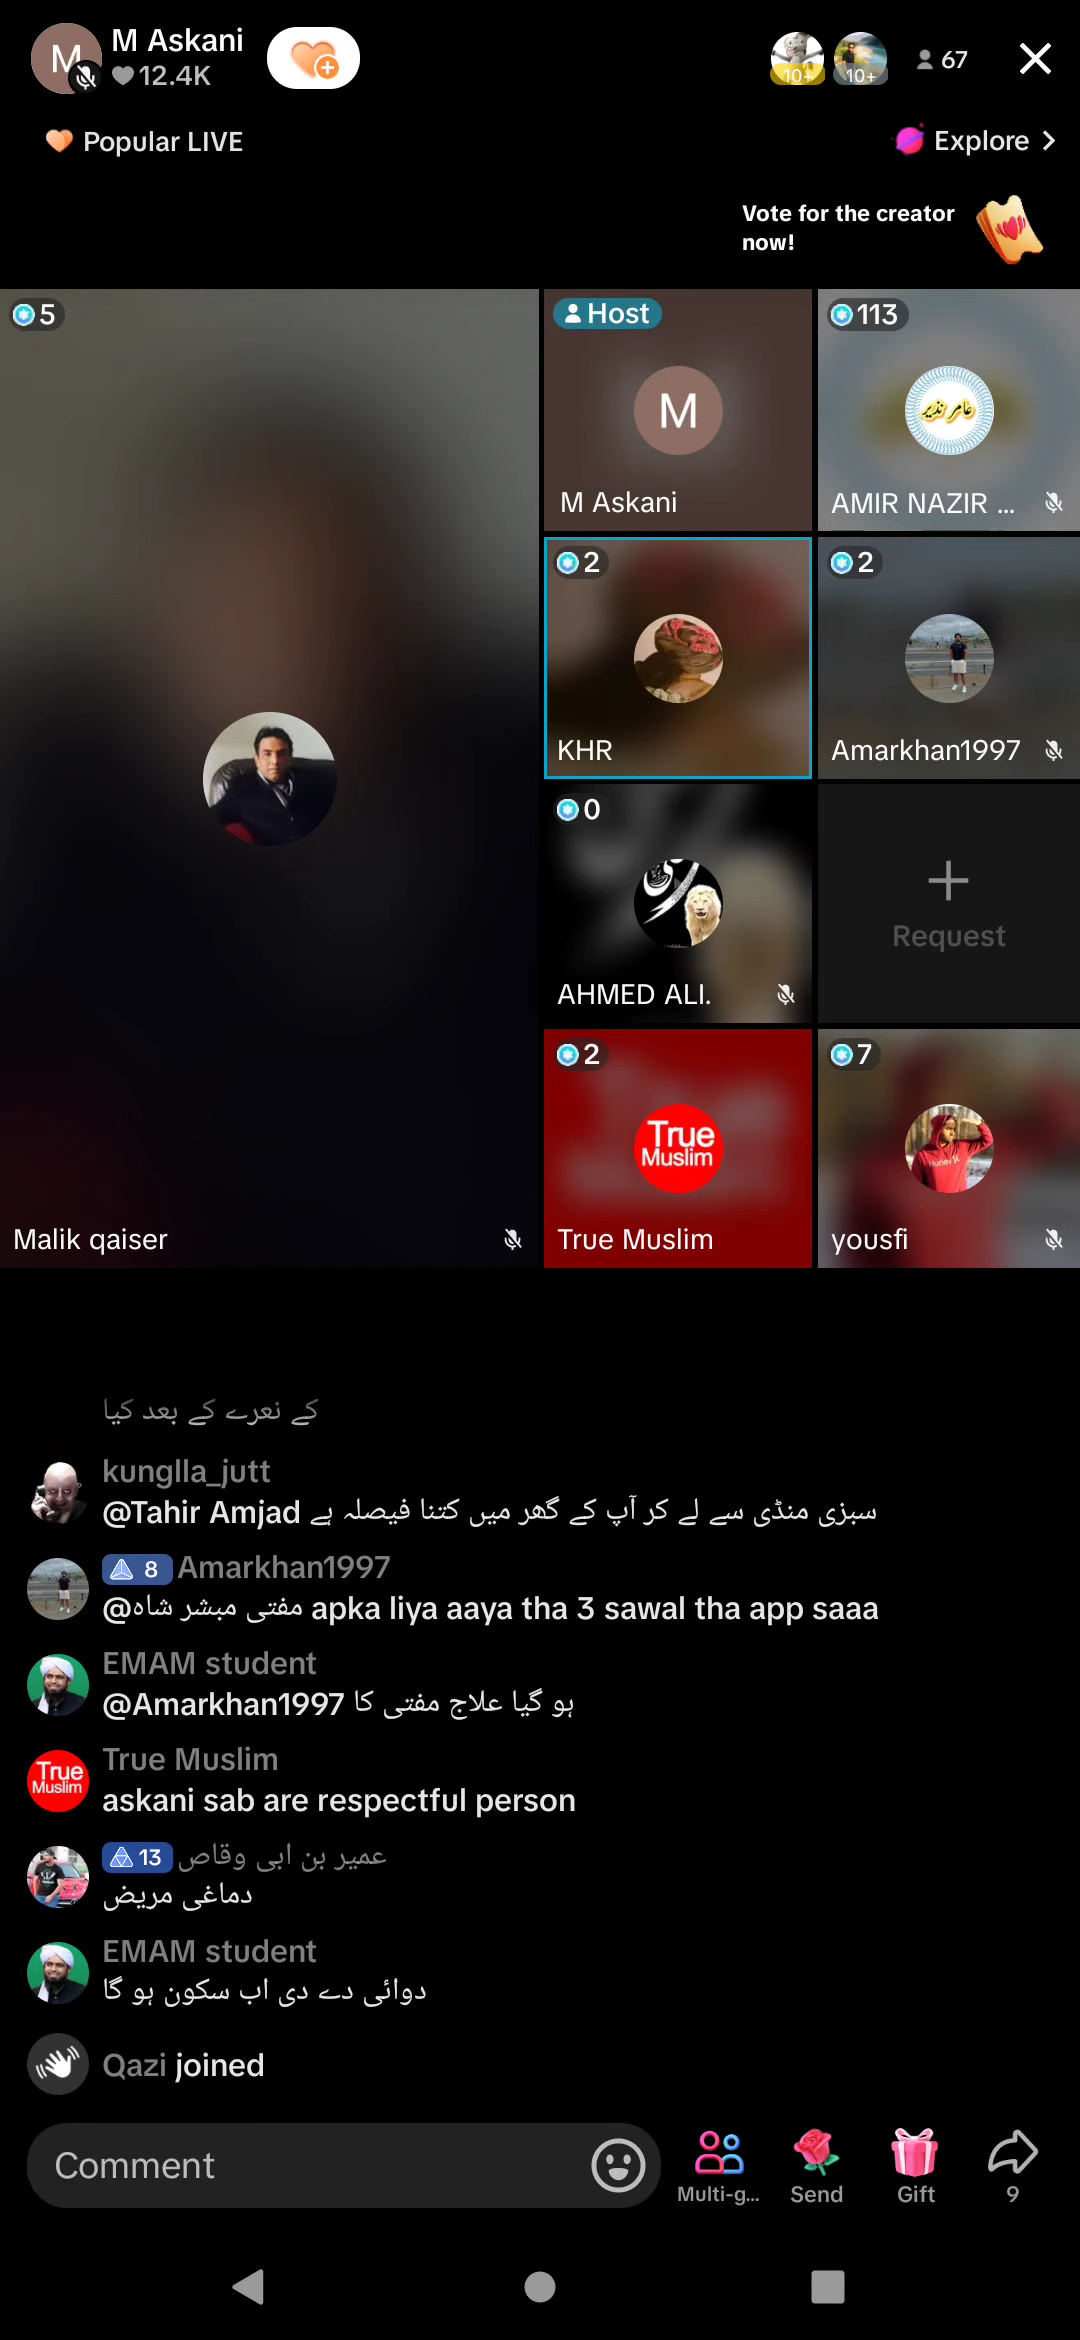 M Askani
12.4K
10+
10+
67
Popular LIVE
Explore
Vote for the creator
now!
5
Host
M
M Askani
113
عامر نذیر
AMIR NAZIR ...
2
KHR
2
Amarkhan1997
0
AHMED ALI.
Request
Malik qaiser
2
True
Muslim
True Muslim
7
yousfi
کے نعرے کے بعد کیا
kunglla_jutt
@Tahir Amjad سبزی منڈی سے لے کر آپ کے گھر میں کتنا فیصلہ ہے
8 Amarkhan1997
@مفتی مبشر شاہ apka liya aaya tha 3 sawal tha app saaa
EMAM student
@Amarkhan1997 ہو گیا علاج مفتی کا
True Muslim
askani sab are respectful person
13 عمیر بن ابی وقاص
دماغی مریض
EMAM student
دوائی دے دی اب سکون ہو گا
Qazi joined
Comment
Multi-g...
Send
Gift
9